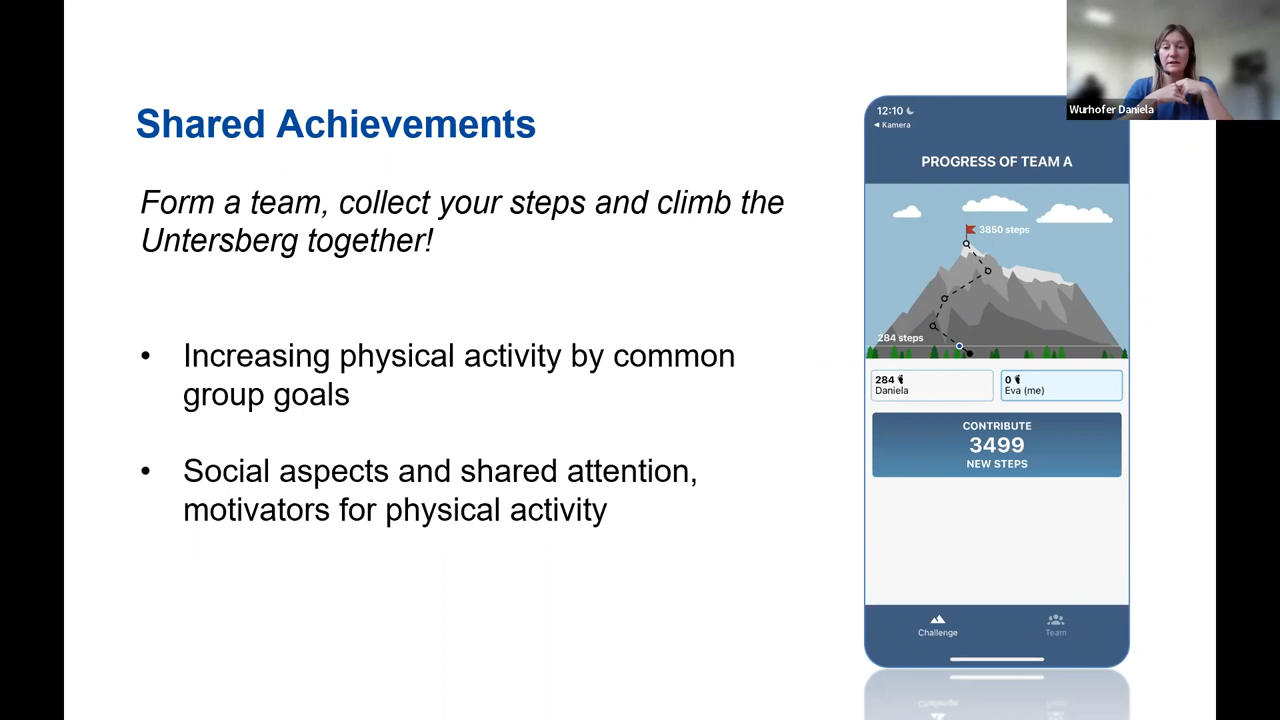 Wurhofer Daniela
Shared Achievements
Form a team, collect your steps and climb the
Untersberg together!
• Increasing physical activity by common
group goals
• Social aspects and shared attention,
motivators for physical activity
12:10
◀ Kamera
PROGRESS OF TEAM A
3850 steps
284 steps
284
Daniela
0
Eva (me)
CONTRIBUTE
3499
NEW STEPS
Challenge
Team